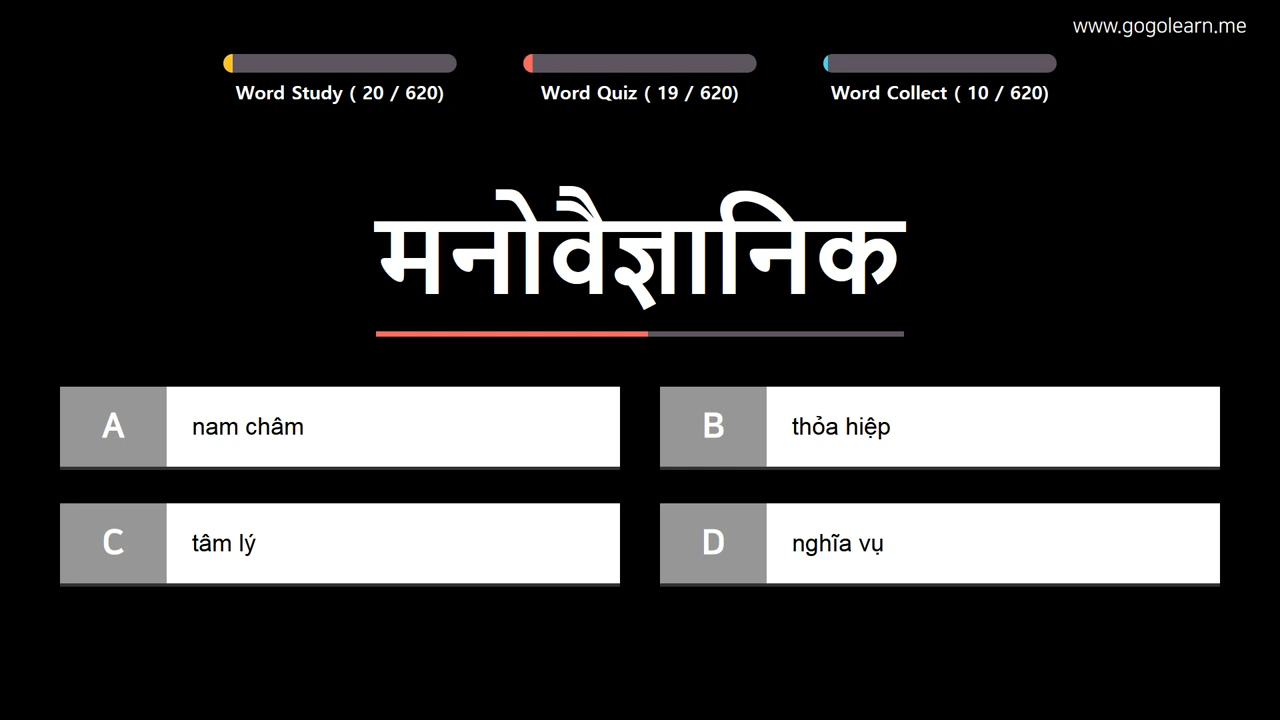 www.gogolearn.me
Word Study ( 20 / 620)
Word Quiz ( 19 / 620)
Word Collect ( 10 / 620)
मनोवैज्ञानिक
A nam châm
B thỏa hiệp
C tâm lý
D nghĩa vụ